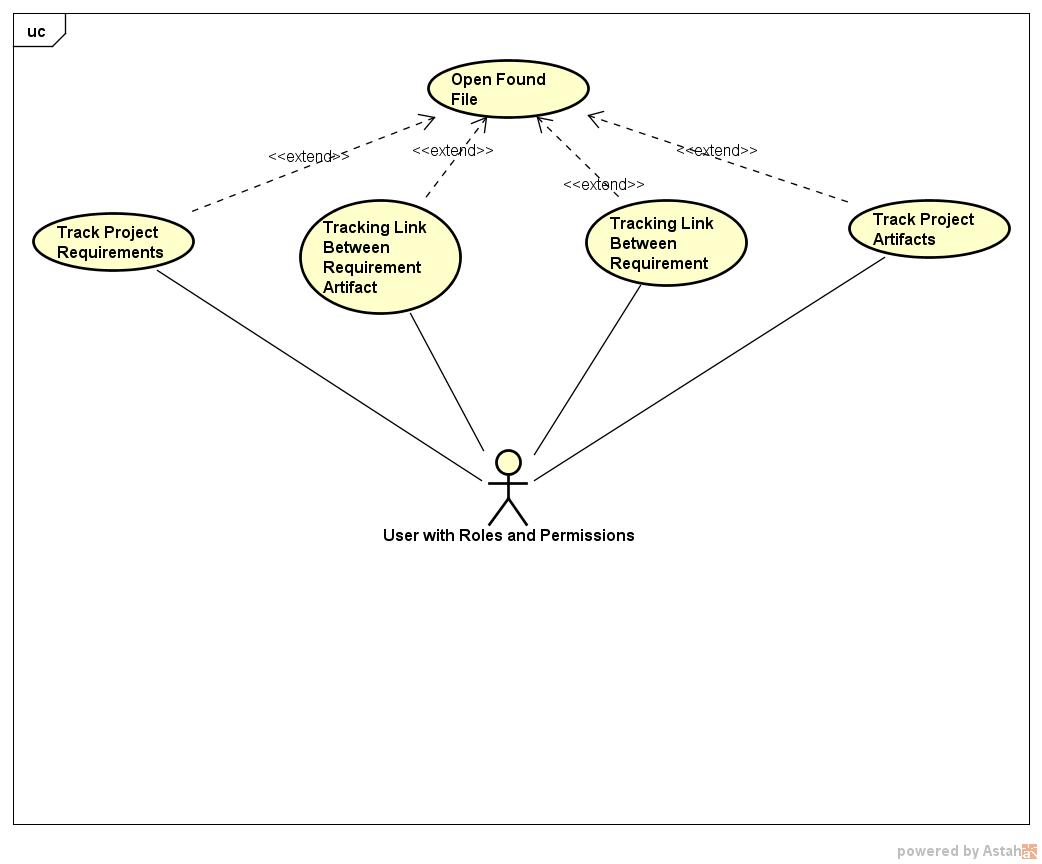 uc
Open Found
File
<<extend>>
<<extend>>
<<extend>>
<<extend>>
Track Project
Requirements
Tracking Link
Between
Requirement
Artifact
Tracking Link
Between
Requirement
Track Project
Artifacts
User with Roles and Permissions
powered by Astah